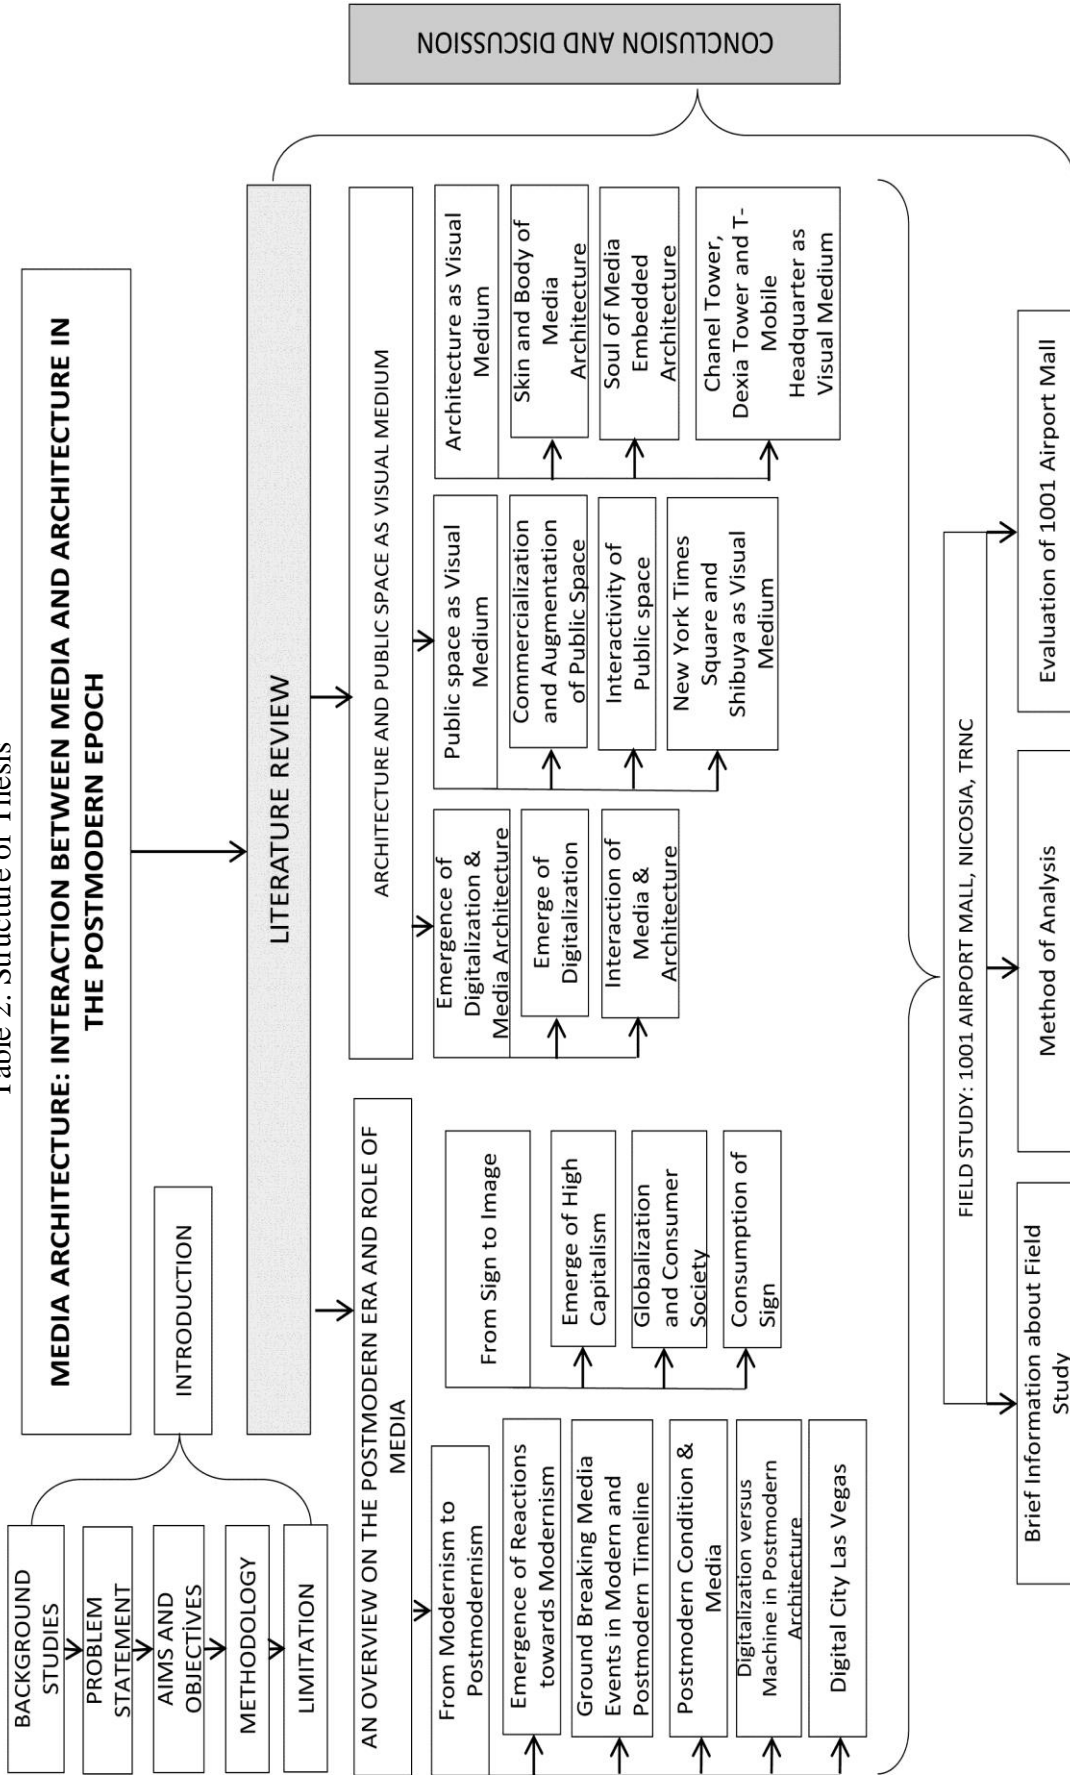 Table 2: Structure of Thesis
MEDIA ARCHITECTURE: INTERACTION BETWEEN MEDIA AND ARCHITECTURE IN
THE POSTMODERN EPOCH
BACKGROUND
STUDIES
PROBLEM
STATEMENT
AIMS AND
OBJECTİVES
METHODOLOGY
LIMITATION
INTRODUCTION
LITERATURE REVIEW
AN OVERVIEW ON THE POSTMODERN ERA AND ROLE OF
MEDIA
From Modernism to
Postmodernism
Emergence of Reactions
towards Modernism
Ground Breaking Media
Events in Modern and
Postmodern Timeline
Postmodern Condition &
Media
Digitalization versus
Machine in Postmodern
Architecture
Digital City Las Vegas
From Sign to Image
Emerge of High
Capitalism
Globalization
and Consumer
Society
Consumption of
Sign
ARCHITECTURE AND PUBLIC SPACE AS VISUAL MEDIUM
Emergence of
Digitalization &
Media Architecture
Emerge of
Digitalization
Interaction of
Media &
Architecture
Public space as Visual
Medium
Commercialization
and Augmentation
of Public Space
Interactivity of
Public space
New York Times
Square and
Shibuya as Visual
Medium
Architecture as Visual
Medium
Skin and Body of
Media
Architecture
Soul of Media
Embedded
Architecture
Chanel Tower,
Dexia Tower and T-
Mobile
Headquarter as
Visual Medium
FIELD STUDY: 1001 AIRPORT MALL, NICOSIA, TRNC
Brief Information about Field
Study
Method of Analysis
Evaluation of 1001 Airport Mall
CONCLUSION AND DISCUSSION